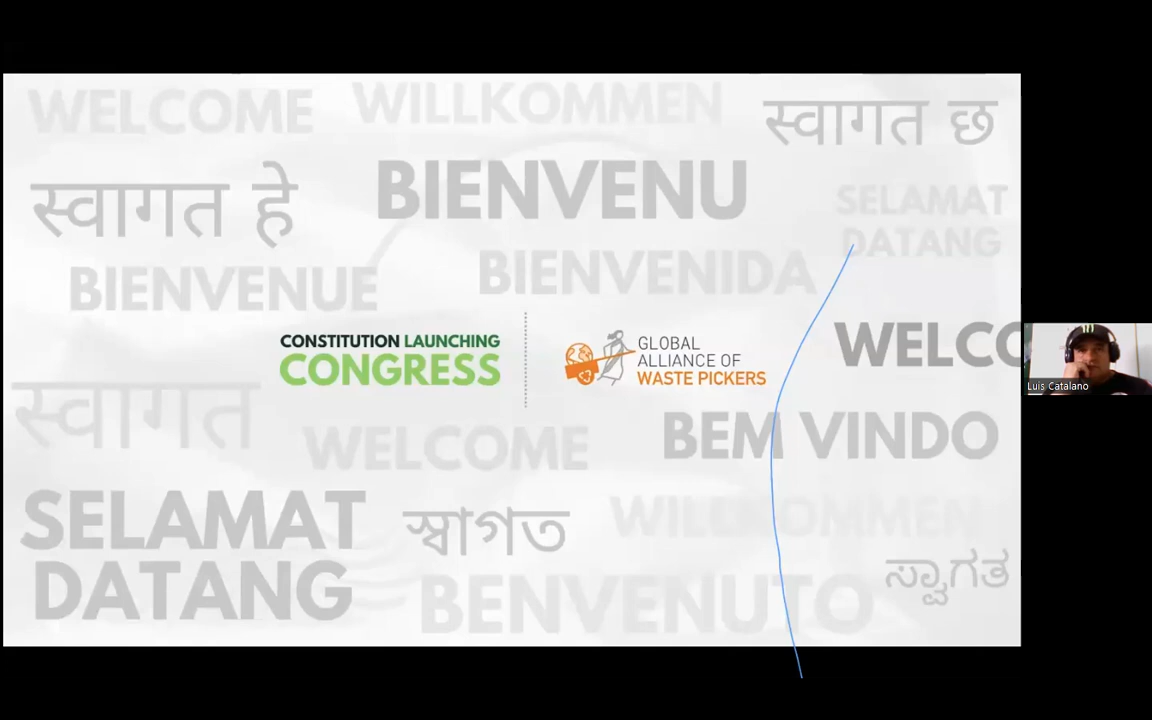 WELCOME
WILLKOMMEN
स्वागत छ
स्वागत हे
BIENVENU
SELAMAT
DATANG
BIENVENUE
BIENVENIDA
CONSTITUTION LAUNCHING
CONGRESS
GLOBAL
ALLIANCE OF
WASTE PICKERS
WELCO
Luis Catalano
स्वागत
WELCOME
BEM VINDO
SELAMAT
DATANG
স্বাগত
WILLKOMMEN
ಸ್ವಾಗತ
BENVENUTO